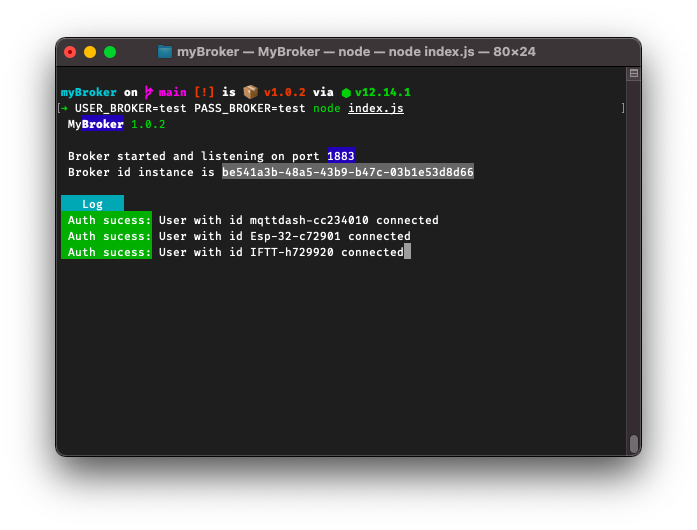 myBroker — MyBroker — node — node index.js — 80×24
myBroker on main [!] is 📦 v1.0.2 via ⬢ v12.14.1
[→ USER_BROKER=test PASS_BROKER=test node index.js ]
MyBroker 1.0.2
Broker started and listening on port 1883
Broker id instance is be541a3b-48a5-43b9-b47c-03b1e53d8d66
Log
Auth sucess: User with id mqttdash-cc234010 connected
Auth sucess: User with id Esp-32-c72901 connected
Auth sucess: User with id IFTT-h729920 connected